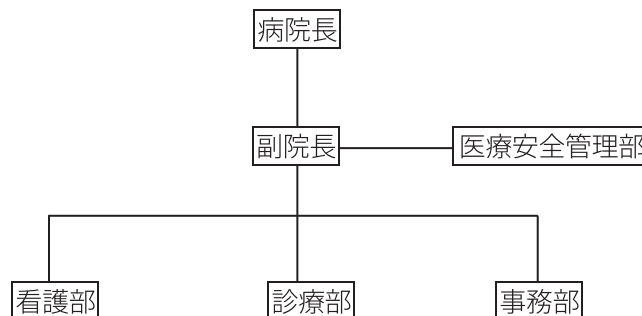 病院長
副院長
医療安全管理部
看護部
診療部
事務部